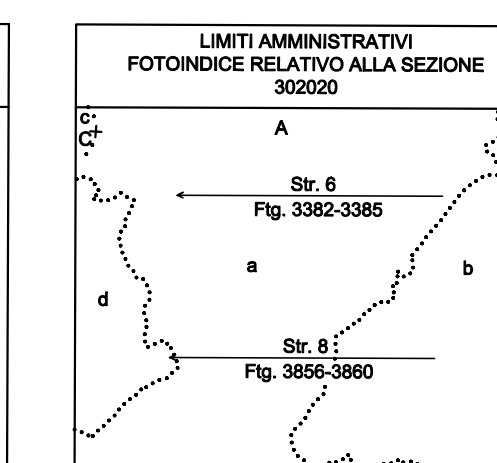 LIMITI AMMINISTRATIVI
FOTOINDICE RELATIVO ALLA SEZIONE
302020
c
C
A
Str. 6
Ftg. 3382-3385
a
b
d
Str. 8
Ftg. 3856-3860